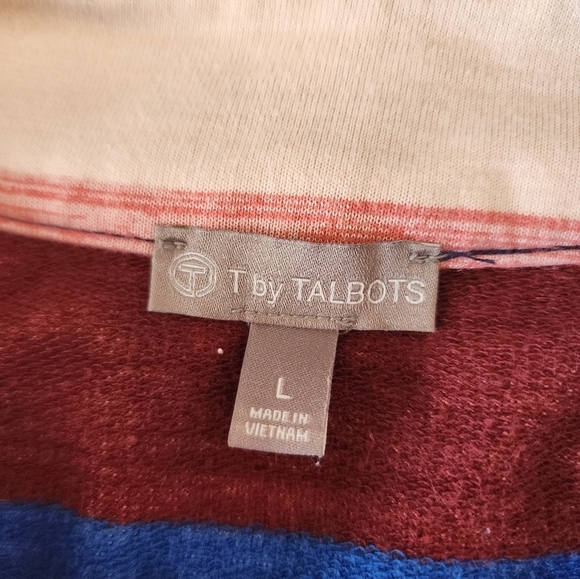 T
T by TALBOTS
L
MADE IN
VIETNAM